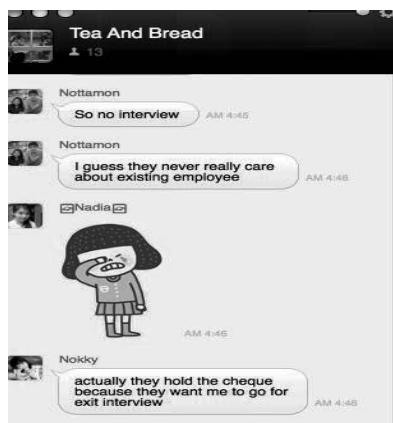 Tea And Bread
13
Nottamon
So no interview
AM 4:45
Nottamon
I guess they never really care
about existing employee
AM 4:46
Nadia
AM 4:46
Nokky
actually they hold the cheque
because they want me to go for
exit interview
AM 4:46